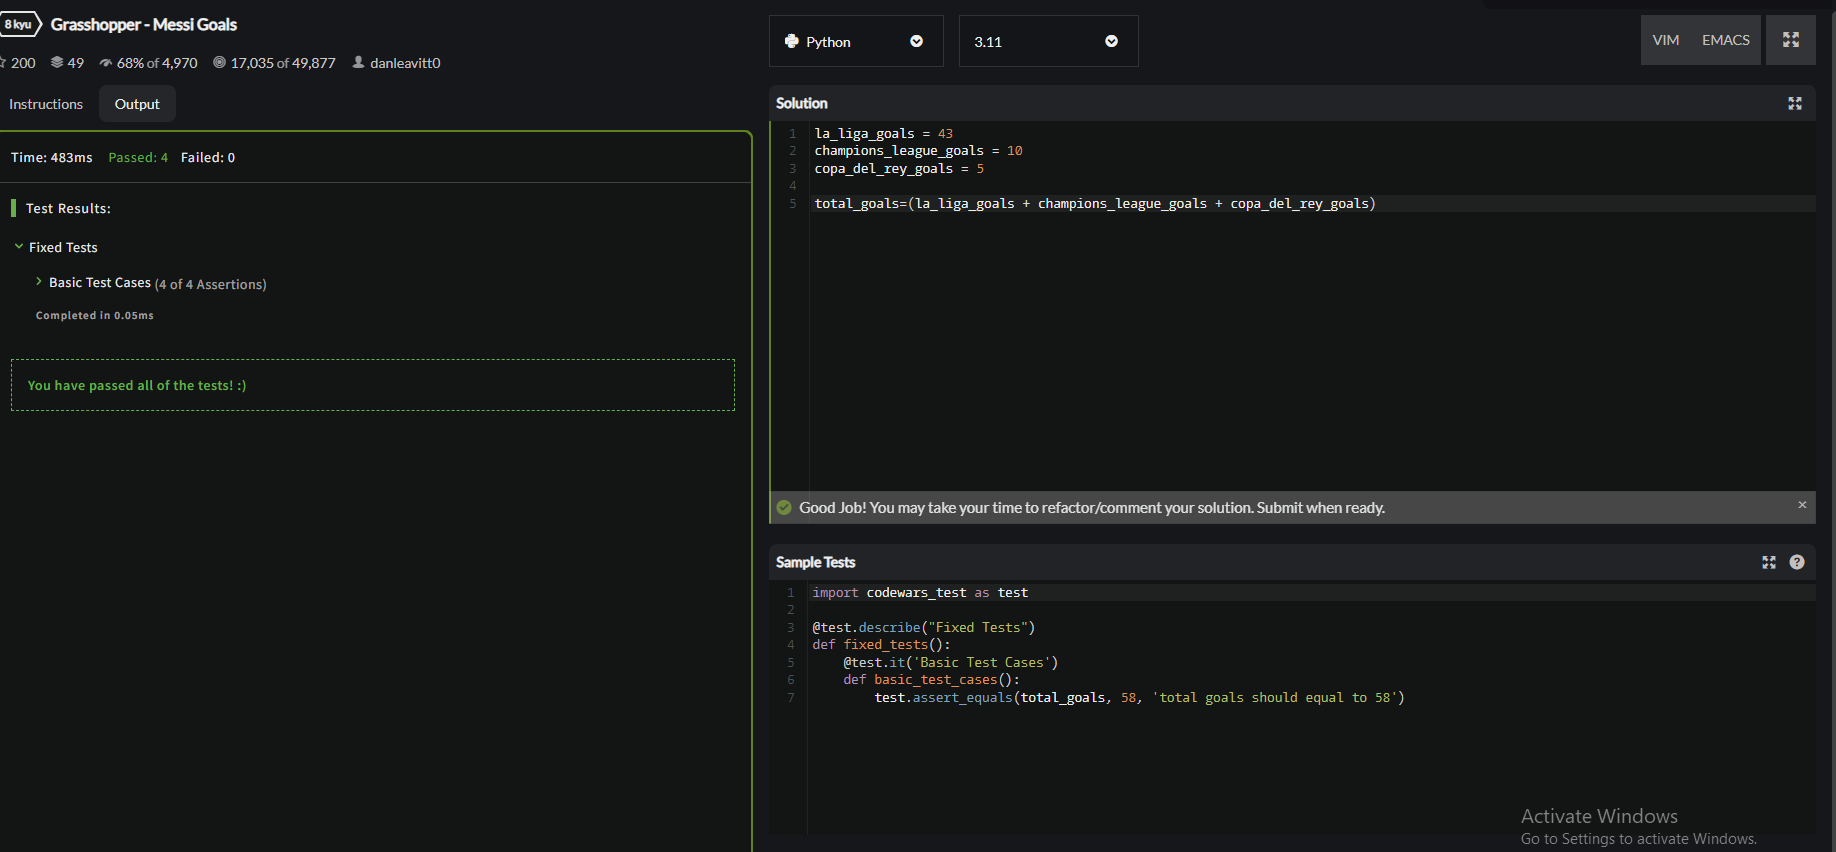 8 kyu Grasshopper - Messi Goals
200 49 68% of 4,970 17,035 of 49,877 danleavitt0
Instructions Output
Time: 483ms Passed: 4 Failed: 0
Test Results:
Fixed Tests
Basic Test Cases (4 of 4 Assertions)
Completed in 0.05ms
You have passed all of the tests! :)
Python 3.11 VIM EMACS
Solution
1 la_liga_goals = 43
2 champions_league_goals = 10
3 copa_del_rey_goals = 5
4
5 total_goals=(la_liga_goals + champions_league_goals + copa_del_rey_goals)
Good Job! You may take your time to refactor/comment your solution. Submit when ready. ×
Sample Tests ?
1 import codewars_test as test
2
3 @test.describe("Fixed Tests")
4 def fixed_tests():
5     @test.it('Basic Test Cases')
6     def basic_test_cases():
7         test.assert_equals(total_goals, 58, 'total goals should equal to 58')
Activate Windows
Go to Settings to activate Windows.